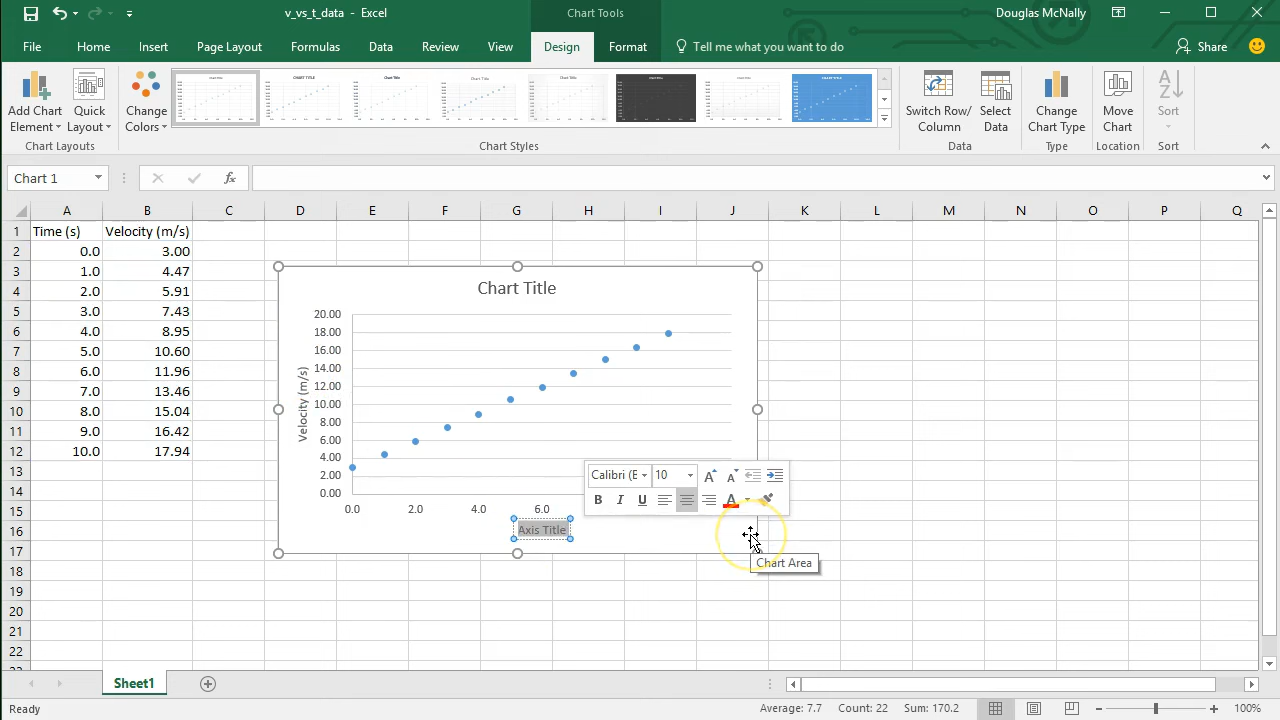 v_vs_t_data - Excel
Chart Tools
Douglas McNally
File Home Insert Page Layout Formulas Data Review View Design Format Tell me what you want to do Share
Add Chart Element
Quick Layout
Change Colors
Switch Row/ Column
Select Data
Change Chart Type
Move Chart
Sort
Chart Layouts Chart Styles Data Type Location Sort
Chart 1
fx
A B C D E F G H I J K L M N O P Q
1 Time (s) Velocity (m/s)
2 0.0 3.00
3 1.0 4.47
4 2.0 5.91
5 3.0 7.43
6 4.0 8.95
7 5.0 10.60
8 6.0 11.96
9 7.0 13.46
10 8.0 15.04
11 9.0 16.42
12 10.0 17.94
13
14
15
16
17
18
19
20
21
22
Chart Title
20.00
18.00
16.00
14.00
12.00
10.00
8.00
6.00
4.00
2.00
0.00
Velocity (m/s)
0.0 2.0 4.0 6.0
Axis Title
Calibri (E 10 A A
B I U A
Chart Area
Sheet1
Ready
Average: 7.7 Count: 22 Sum: 170.2
100%